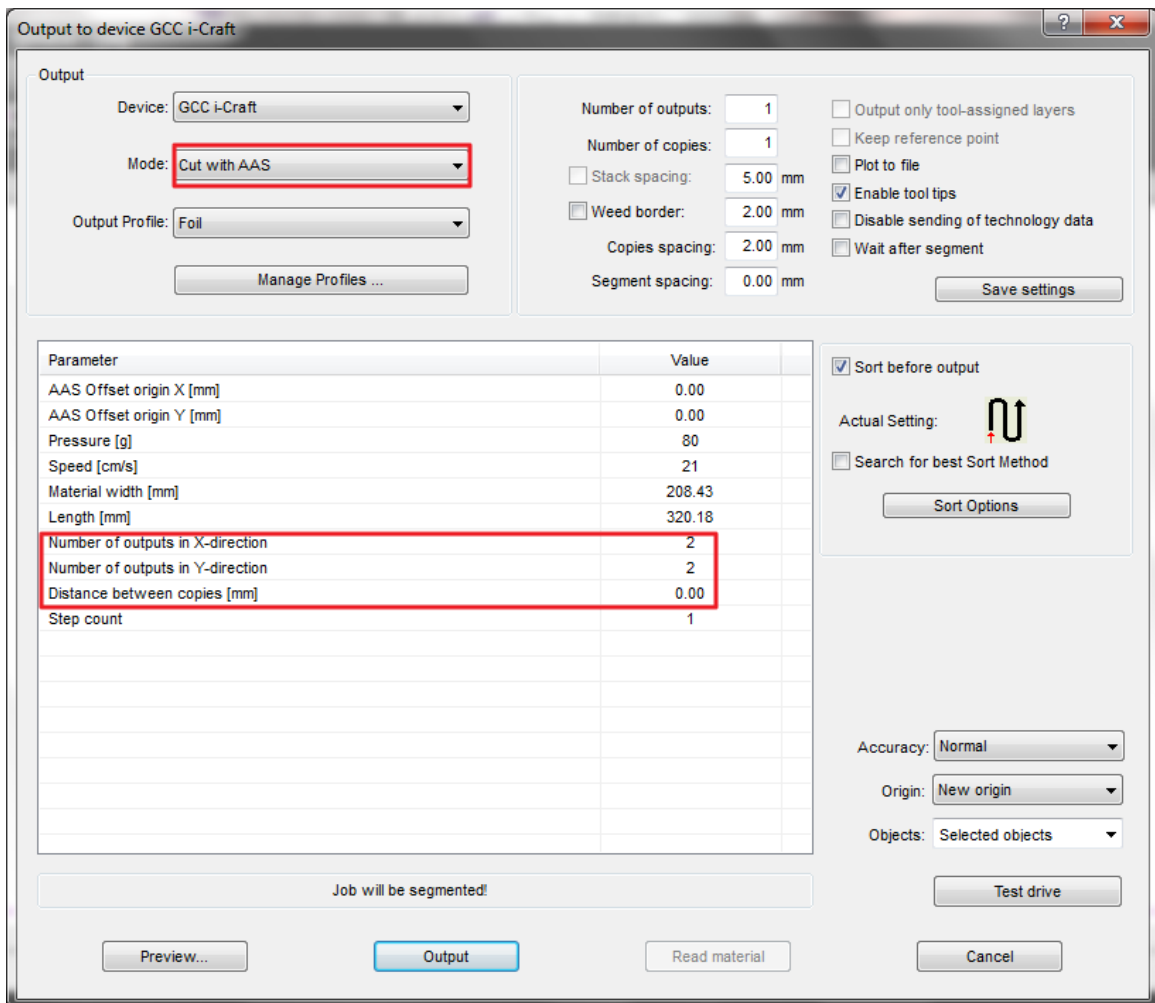 Output to device GCC i-Craft
Output
Device: GCC i-Craft
Mode: Cut with AAS
Output Profile: Foil
Manage Profiles ...
Number of outputs: 1
Number of copies: 1
Stack spacing: 5.00 mm
Weed border: 2.00 mm
Copies spacing: 2.00 mm
Segment spacing: 0.00 mm
Output only tool-assigned layers
Keep reference point
Plot to file
Enable tool tips
Disable sending of technology data
Wait after segment
Save settings
Parameter Value
AAS Offset origin X [mm] 0.00
AAS Offset origin Y [mm] 0.00
Pressure [g] 80
Speed [cm/s] 21
Material width [mm] 208.43
Length [mm] 320.18
Number of outputs in X-direction 2
Number of outputs in Y-direction 2
Distance between copies [mm] 0.00
Step count 1
Sort before output
Actual Setting:
Search for best Sort Method
Sort Options
Accuracy: Normal
Origin: New origin
Objects: Selected objects
Job will be segmented!
Test drive
Preview...
Output
Read material
Cancel